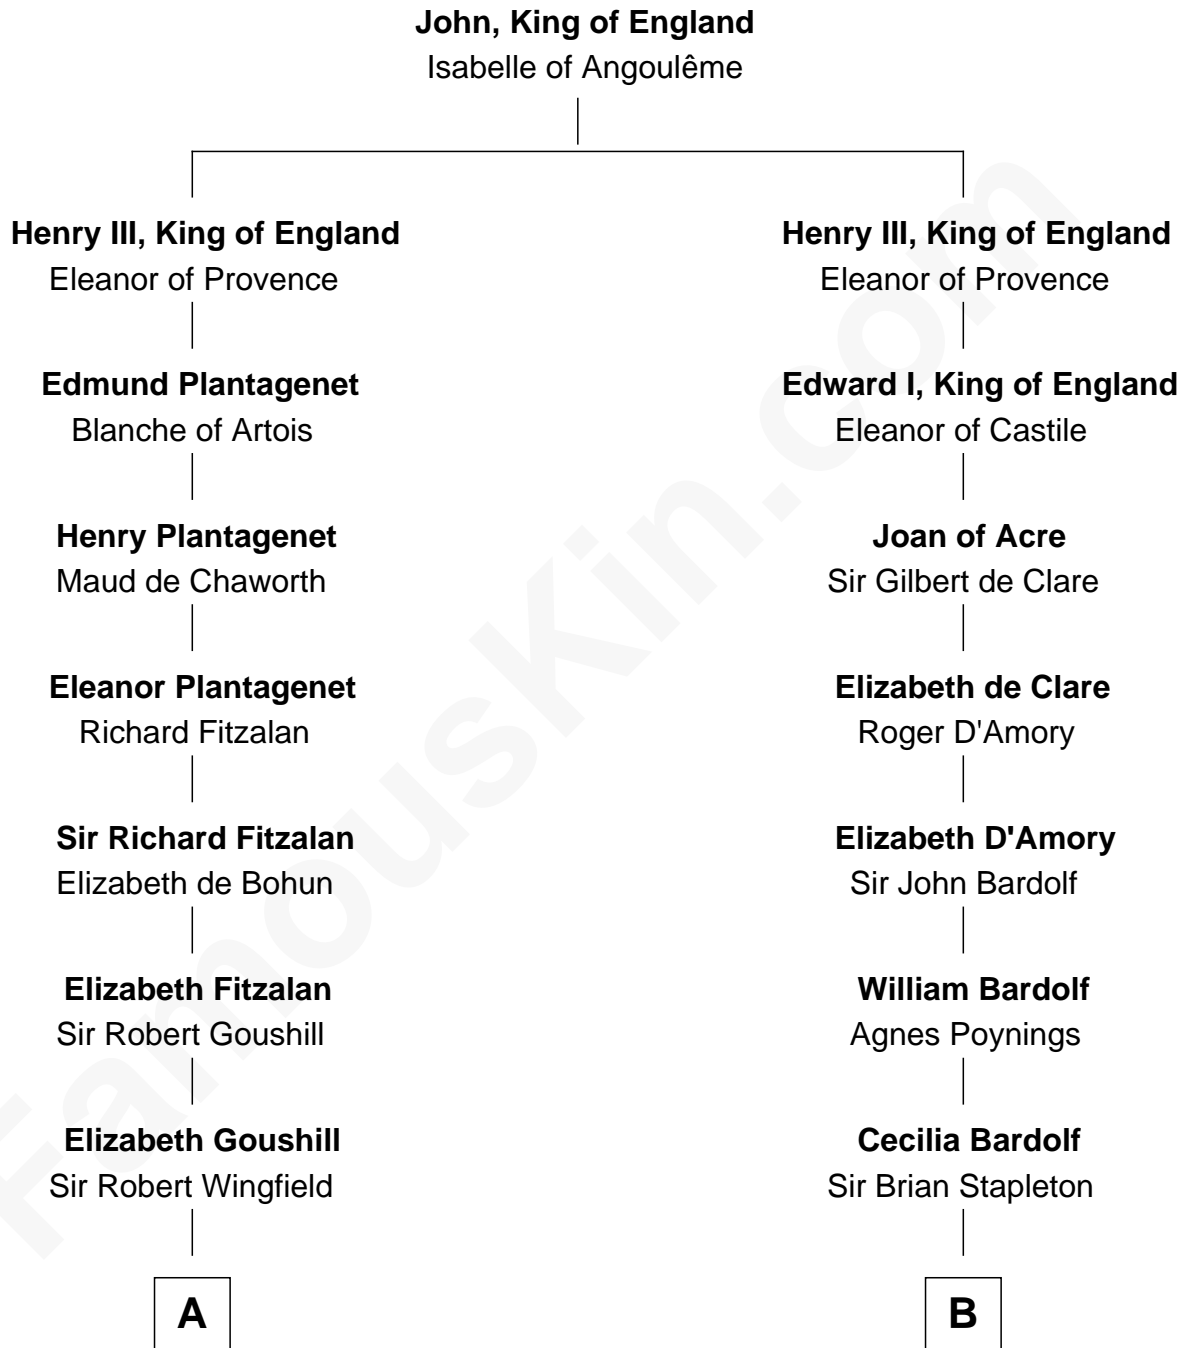 John, King of England
Isabelle of Angoulême
Henry III, King of England
Eleanor of Provence
Edmund Plantagenet
Blanche of Artois
Henry Plantagenet
Maud de Chaworth
Eleanor Plantagenet
Richard Fitzalan
Sir Richard Fitzalan
Elizabeth de Bohun
Elizabeth Fitzalan
Sir Robert Goushill
Elizabeth Goushill
Sir Robert Wingfield
A
Henry III, King of England
Eleanor of Provence
Edward I, King of England
Eleanor of Castile
Joan of Acre
Sir Gilbert de Clare
Elizabeth de Clare
Roger D'Amory
Elizabeth D'Amory
Sir John Bardolf
William Bardolf
Agnes Poynings
Cecilia Bardolf
Sir Brian Stapleton
B
FamousKin.com